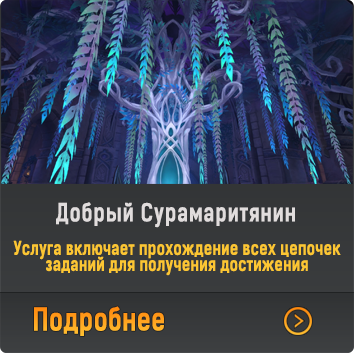 Добрый Сурамаритянин
Услуга включает прохождение всех цепочек
заданий для получения достижения
Подробнее